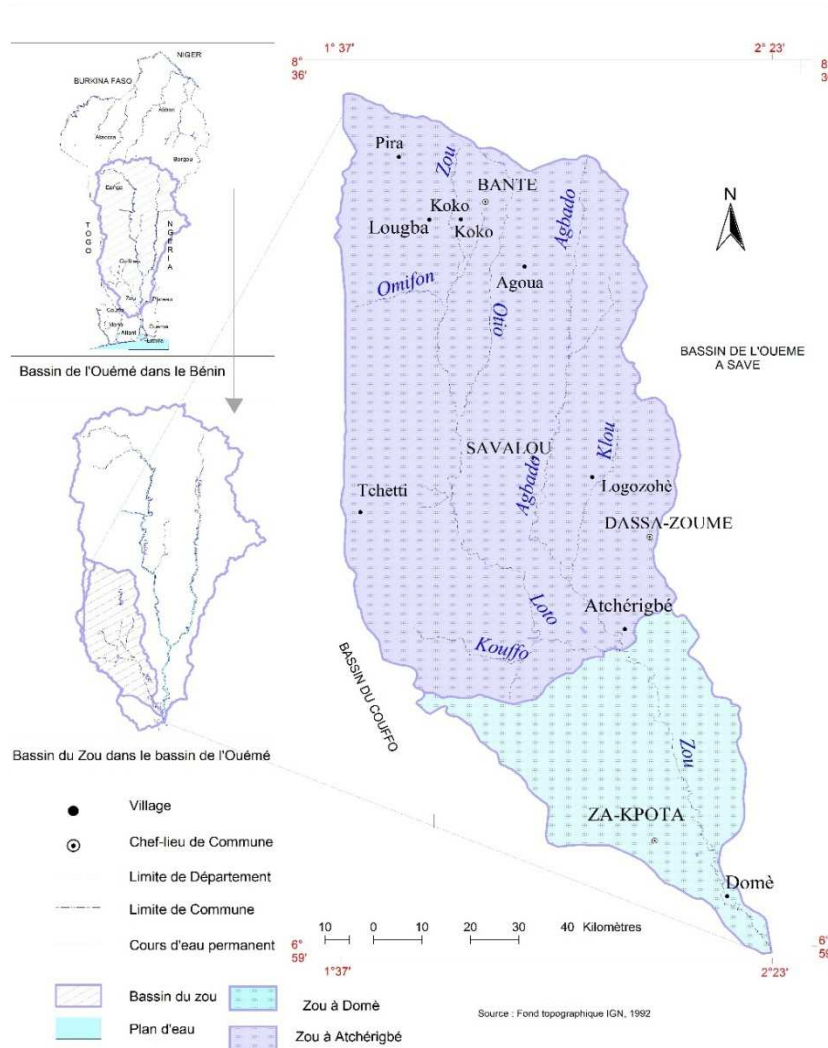 NIGER
BURKINA FASO
Atacora
Borgou
TOGO
NGERIA
Zou
Plateau
Bassin de l'Ouémé dans le Bénin
Bassin du Zou dans le bassin de l'Ouémé
Village
Chef-lieu de Commune
Limite de Département
Limite de Commune
Cours d'eau permanent
Bassin du zou
Plan d'eau
Zou à Domè
Zou à Atchérigbé
1° 37'
2° 23'
8°
36'
8°
Pira
Zou
BANTE
Koko
Lougba
Koko
Agbado
Agoua
Omifon
Otio
N
BASSIN DE L'OUEME
A SAVE
SAVALOU
Klou
Agbado
Tchetti
Logozohè
DASSA-ZOUME
Loto
Atchérigbé
Kouffo
BASSIN DU COUFFO
Zou
ZA-KPOTA
Domè
10 0 10 20 40 Kilomètres
6°
59'
6°
59
1°37'
2°23'
Source : Fond topographique IGN, 1992